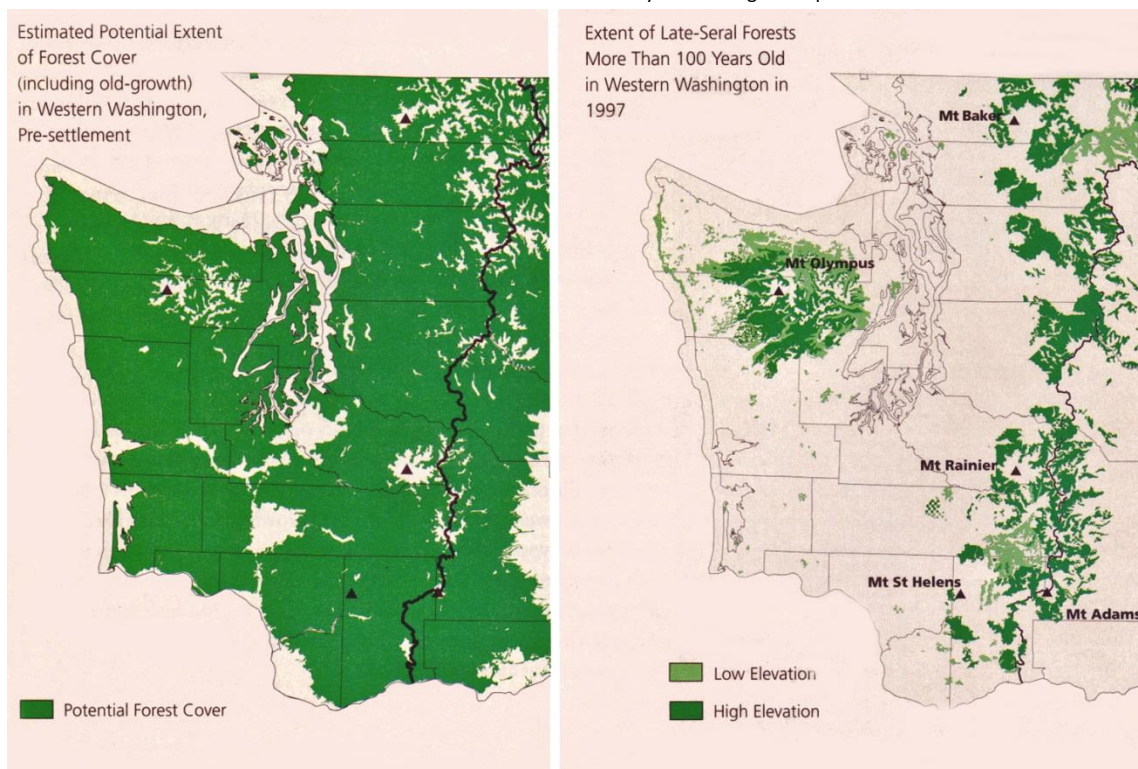 Estimated Potential Extent
of Forest Cover
(including old-growth)
in Western Washington,
Pre-settlement
Potential Forest Cover
Extent of Late-Seral Forests
More Than 100 Years Old
in Western Washington in
1997
Mt Baker
Mt Olympus
Mt Rainier
Mt St Helens
Mt Adams
Low Elevation
High Elevation